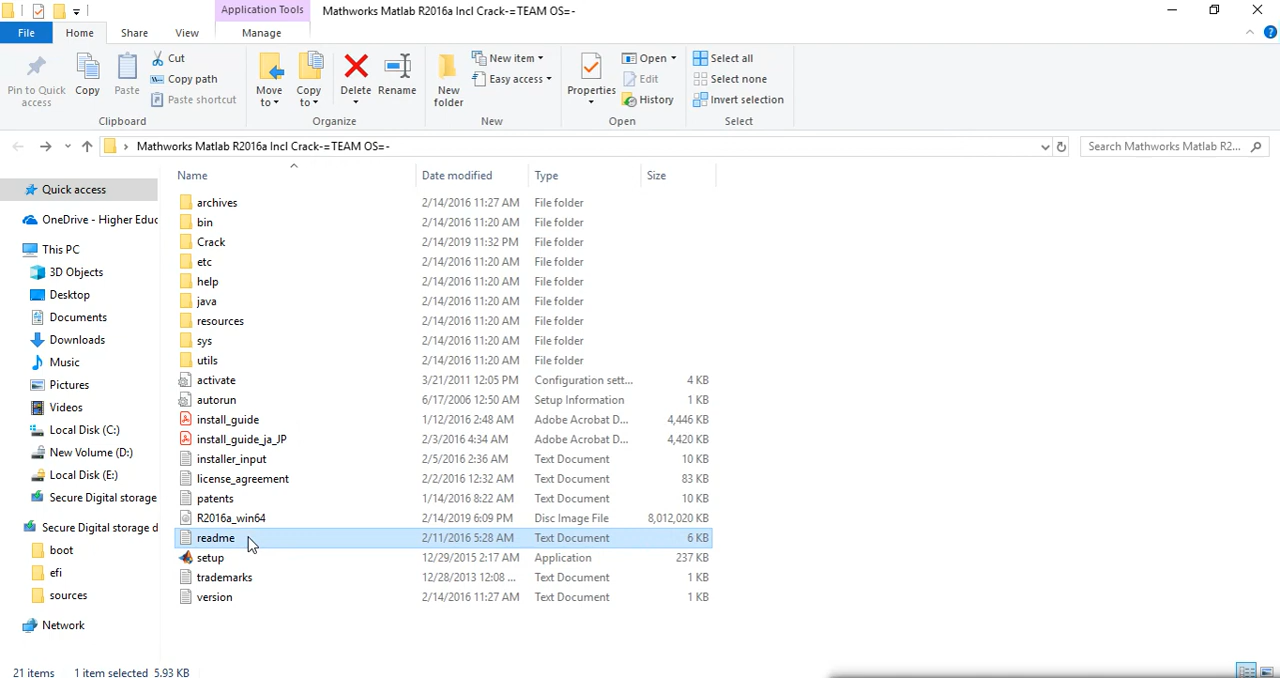 Application Tools
Mathworks Matlab R2016a Incl Crack-=TEAM OS=-
File
Home
Share
View
Manage
Pin to Quick access
Copy
Paste
Cut
Copy path
Paste shortcut
Clipboard
Move to
Copy to
Delete
Rename
Organize
New folder
New item
Easy access
New
Properties
Open
Edit
History
Open
Select all
Select none
Invert selection
Select
Mathworks Matlab R2016a Incl Crack-=TEAM OS=-
Search Mathworks Matlab R2...
Quick access
OneDrive - Higher Educ
This PC
3D Objects
Desktop
Documents
Downloads
Music
Pictures
Videos
Local Disk (C:)
New Volume (D:)
Local Disk (E:)
Secure Digital storage
Secure Digital storage d
boot
efi
sources
Network
Name Date modified Type Size
archives 2/14/2016 11:27 AM File folder
bin 2/14/2016 11:20 AM File folder
Crack 2/14/2019 11:32 PM File folder
etc 2/14/2016 11:20 AM File folder
help 2/14/2016 11:20 AM File folder
java 2/14/2016 11:20 AM File folder
resources 2/14/2016 11:20 AM File folder
sys 2/14/2016 11:20 AM File folder
utils 2/14/2016 11:20 AM File folder
activate 3/21/2011 12:05 PM Configuration sett... 4 KB
autorun 6/17/2006 12:50 AM Setup Information 1 KB
install_guide 1/12/2016 2:48 AM Adobe Acrobat D... 4,446 KB
install_guide_ja_JP 2/3/2016 4:34 AM Adobe Acrobat D... 4,420 KB
installer_input 2/5/2016 2:36 AM Text Document 10 KB
license_agreement 2/2/2016 12:32 AM Text Document 83 KB
patents 1/14/2016 8:22 AM Text Document 10 KB
R2016a_win64 2/14/2019 6:09 PM Disc Image File 8,012,020 KB
readme 2/11/2016 5:28 AM Text Document 6 KB
setup 12/29/2015 2:17 AM Application 237 KB
trademarks 12/28/2013 12:08 ... Text Document 1 KB
version 2/14/2016 11:27 AM Text Document 1 KB
21 items 1 item selected 5.93 KB